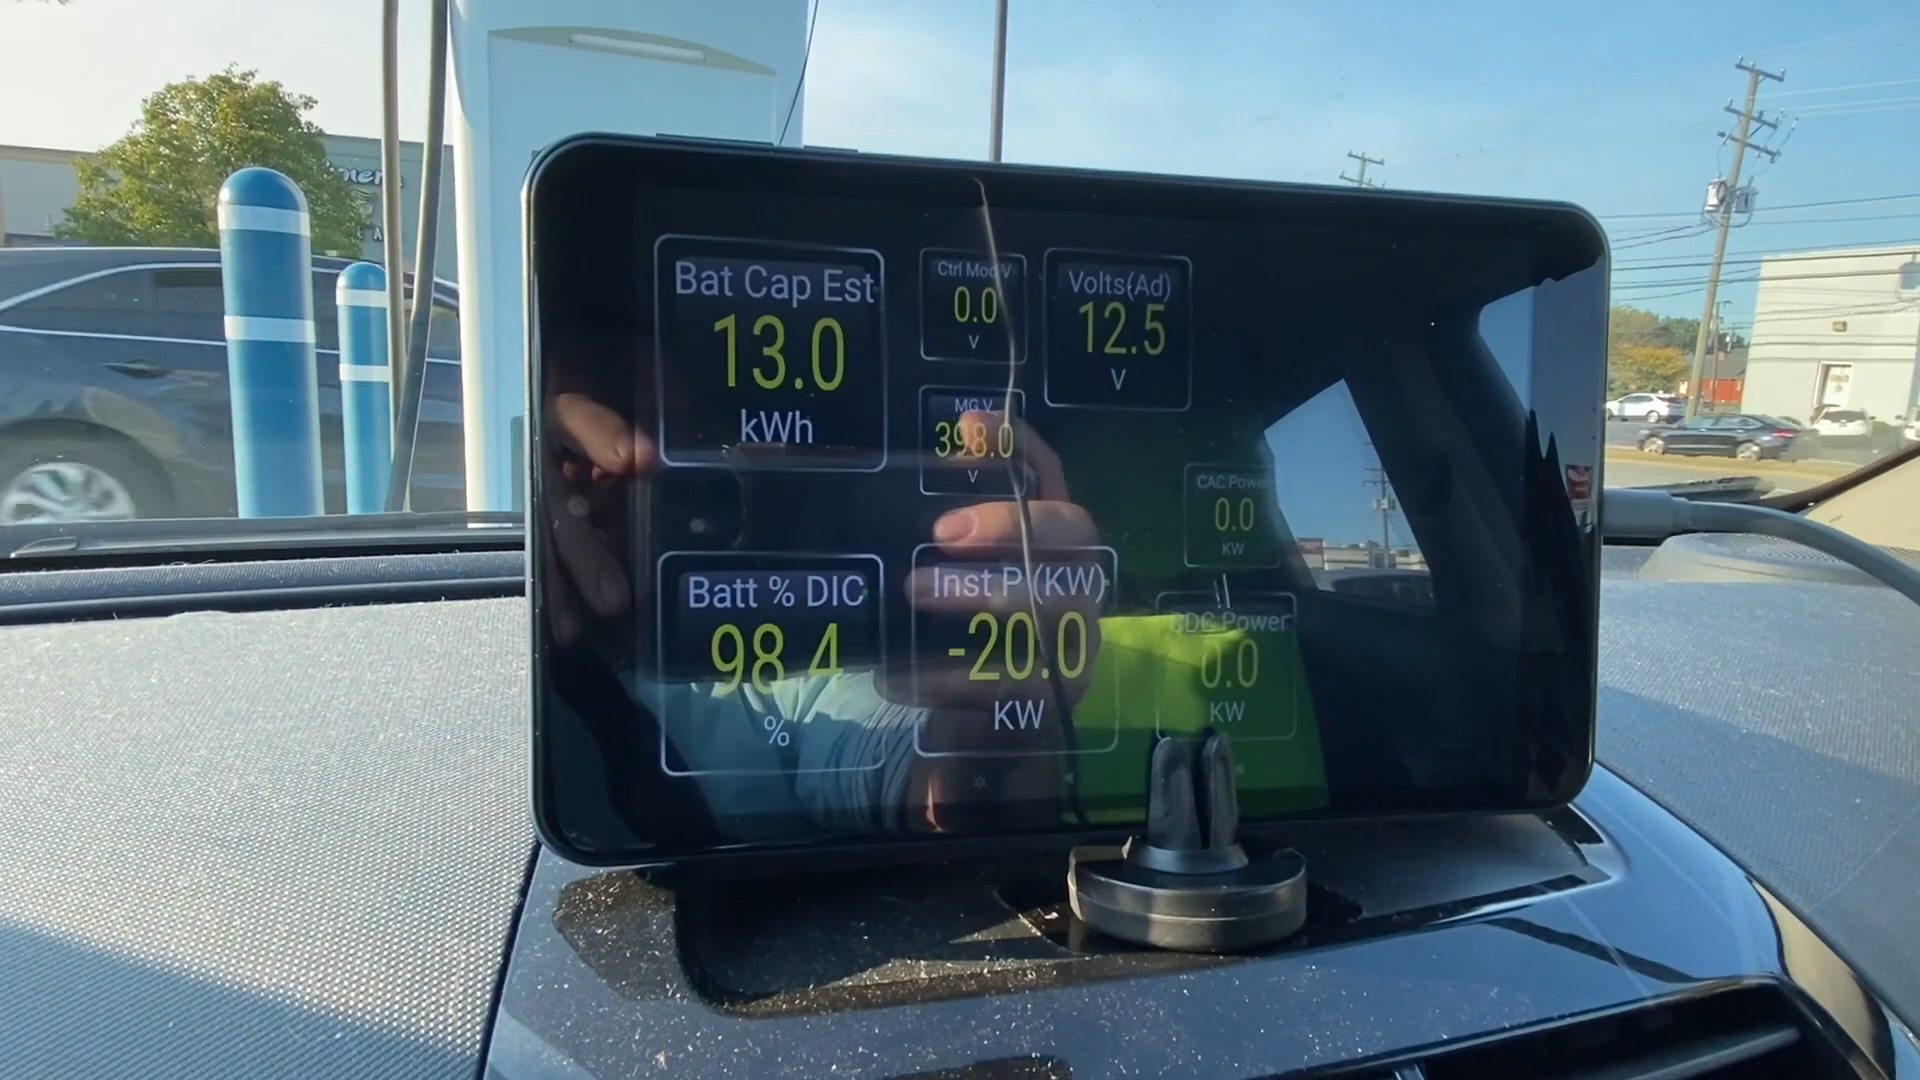 Bat Cap Est
13.0
kWh
Ctrl Mod V
0.0
V
Volts(Ad)
12.5
V
MG V
398.0
V
CAC Power
0.0
KW
Batt % DIC
98.4
%
Inst P (KW)
-20.0
KW
Power
0.0
KW